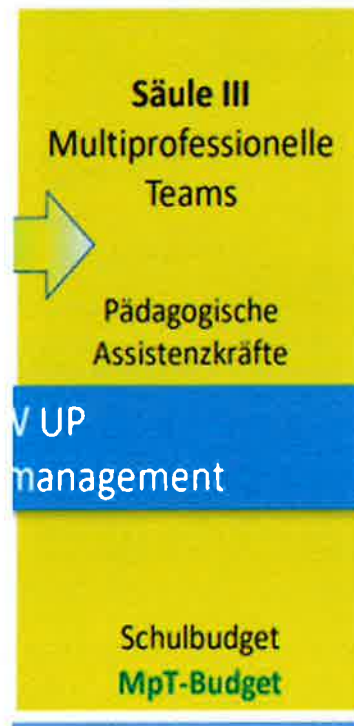 Säule III
Multiprofessionelle
Teams
Pädagogische
Assistenzkräfte
UP
management
Schulbudget
MpT-Budget